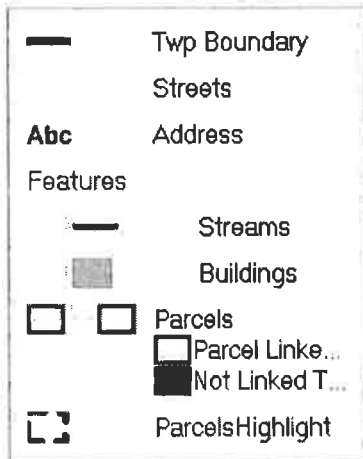 Twp Boundary
Streets
Abc Address
Features
Streams
Buildings
Parcels
Parcel Linke...
Not Linked T...
ParcelsHighlight